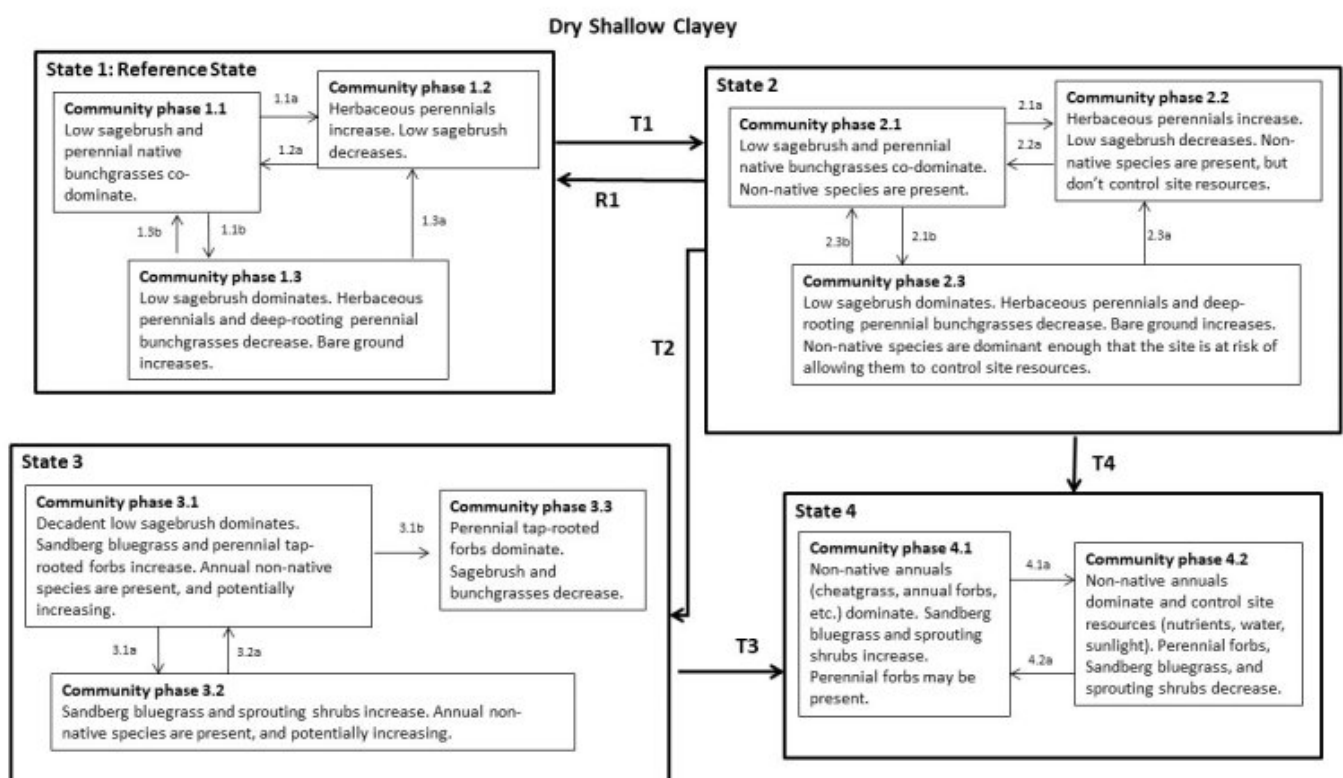 Dry Shallow Clayey
State 1: Reference State
Community phase 1.1
Low sagebrush and
perennial native
bunchgrasses co-
dominate.
1.1a
1.2a
Community phase 1.2
Herbaceous perennials
increase. Low sagebrush
decreases.
1.3b
1.1b
1.3a
Community phase 1.3
Low sagebrush dominates. Herbaceous
perennials and deep-rooting perennial
bunchgrasses decrease. Bare ground
increases.
T1
R1
State 2
Community phase 2.1
Low sagebrush and perennial
native bunchgrasses co-dominate.
Non-native species are present.
2.1a
2.2a
Community phase 2.2
Herbaceous perennials increase.
Low sagebrush decreases. Non-
native species are present, but
don't control site resources.
2.3b
2.1b
2.3a
Community phase 2.3
Low sagebrush dominates. Herbaceous perennials and deep-
rooting perennial bunchgrasses decrease. Bare ground increases.
Non-native species are dominant enough that the site is at risk of
allowing them to control site resources.
T2
T4
State 3
Community phase 3.1
Decadent low sagebrush dominates.
Sandberg bluegrass and perennial tap-
rooted forbs increase. Annual non-native
species are present, and potentially
increasing.
3.1b
Community phase 3.3
Perennial tap-rooted
forbs dominate.
Sagebrush and
bunchgrasses decrease.
3.1a
3.2a
Community phase 3.2
Sandberg bluegrass and sprouting shrubs increase. Annual non-
native species are present, and potentially increasing.
T3
State 4
Community phase 4.1
Non-native annuals
(cheatgrass, annual forbs,
etc.) dominate. Sandberg
bluegrass and sprouting
shrubs increase.
Perennial forbs may be
present.
4.1a
4.2a
Community phase 4.2
Non-native annuals
dominate and control site
resources (nutrients, water,
sunlight). Perennial forbs,
Sandberg bluegrass, and
sprouting shrubs decrease.